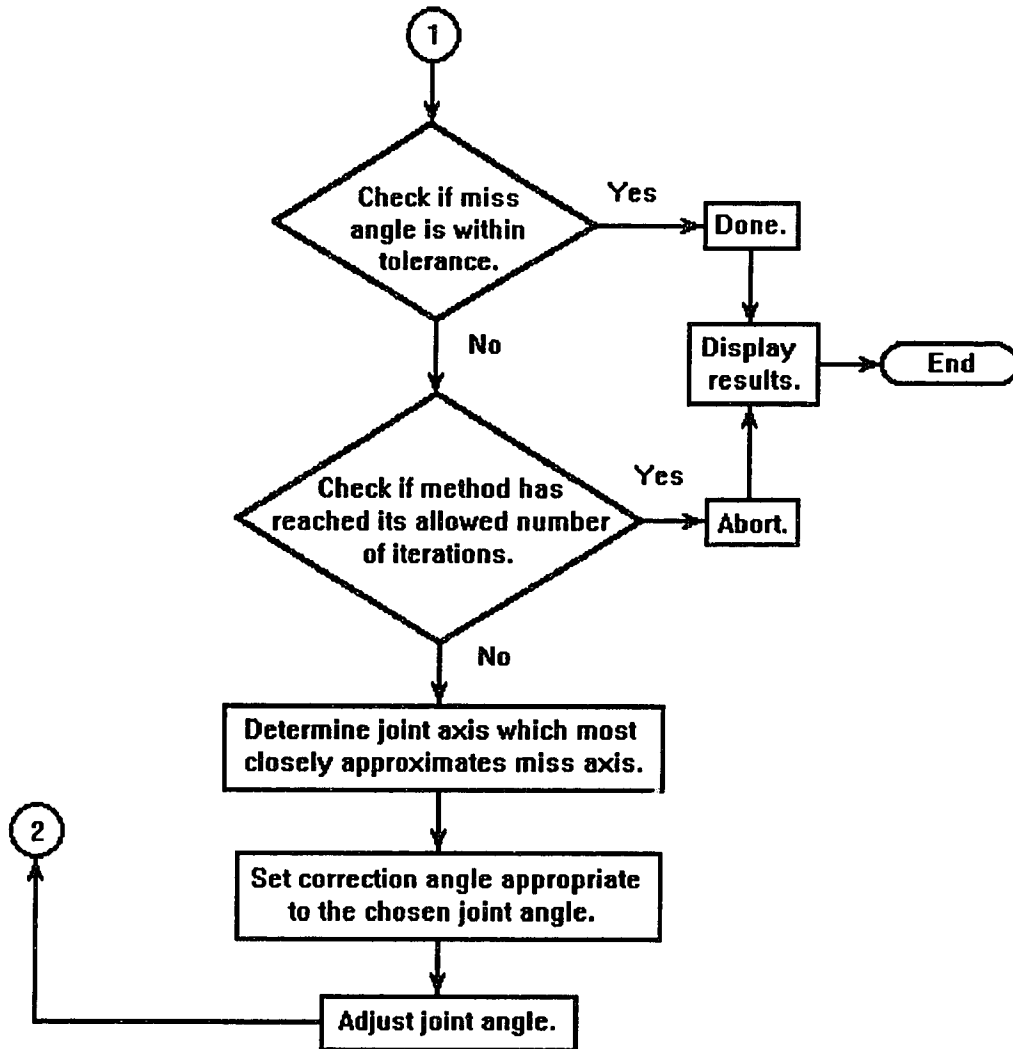 1
Check if miss
angle is within
tolerance.
Yes
Done.
No
Display
results.
End
Check if method has
reached its allowed number
of iterations.
Yes
Abort.
No
Determine joint axis which most
closely approximates miss axis.
2
Set correction angle appropriate
to the chosen joint angle.
Adjust joint angle.